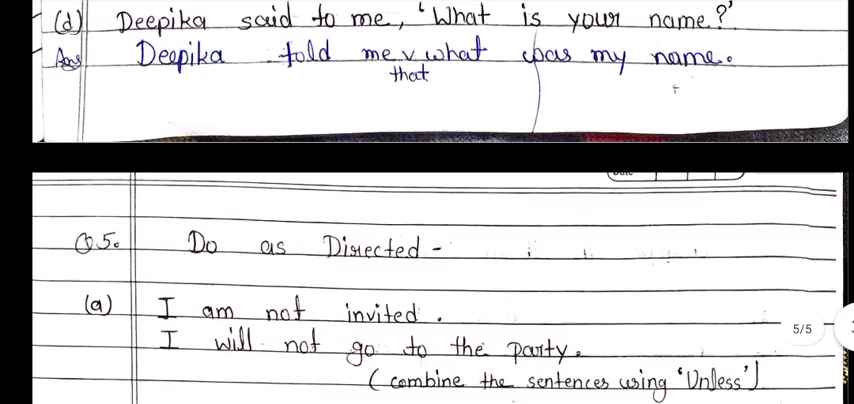 (d) Deepika said to me, 'What is your name?'
Ans Deepika told me ˅ what was my name.
that
Q5. Do as Directed -
(a) I am not invited.
I will not go to the party.
(combine the sentences using 'Unless')
5/5